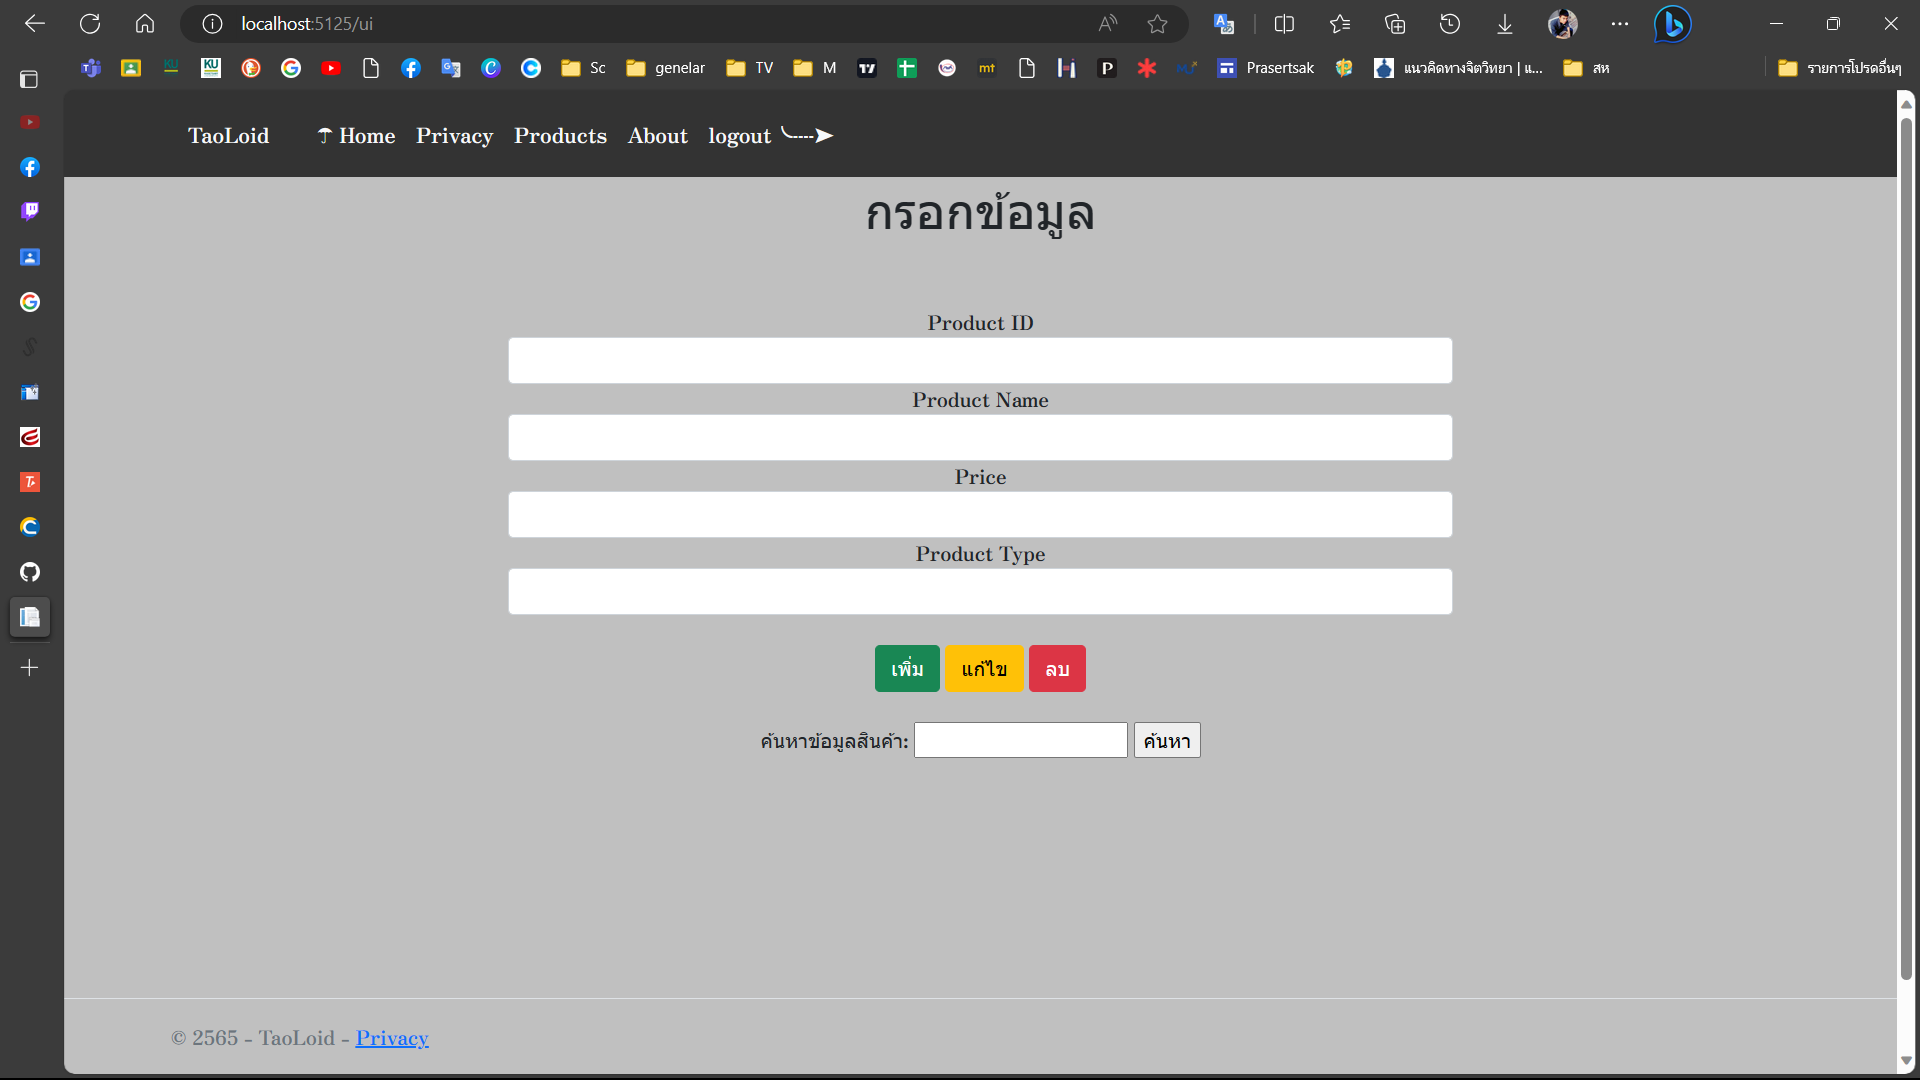 localhost:5125/ui
Sc genelar TV M mt P Prasertsak แนวคิดทางจิตวิทยา | แ... สห รายการโปรดอื่นๆ
TaoLoid ☂ Home Privacy Products About logout ╰┈➤
กรอกข้อมูล
Product ID
Product Name
Price
Product Type
เพิ่ม แก้ไข ลบ
ค้นหาข้อมูลสินค้า: ค้นหา
© 2565 - TaoLoid - Privacy